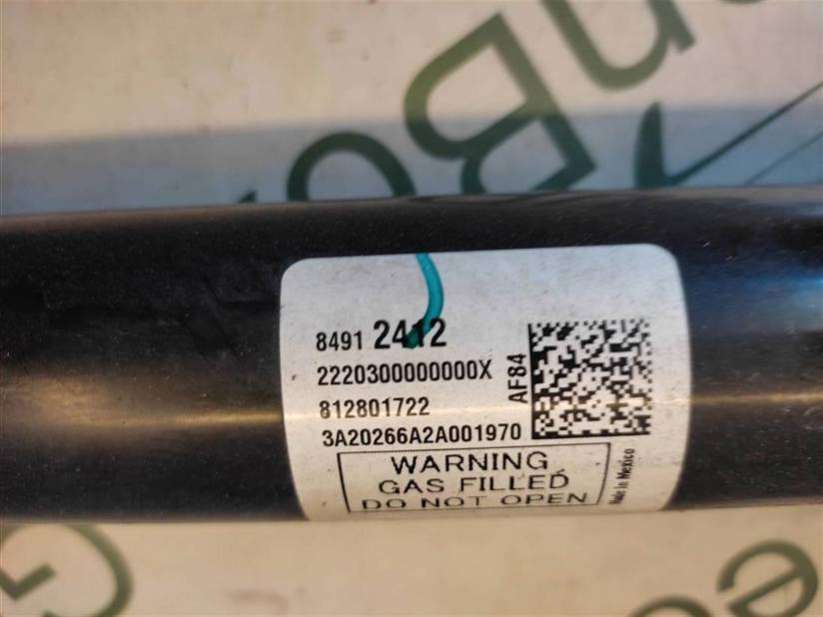 8491 2412
2220300000000X
812801722
3A20266A2A001970
AF84
WARNING
GAS FILLED
DO NOT OPEN
Made in Mexico